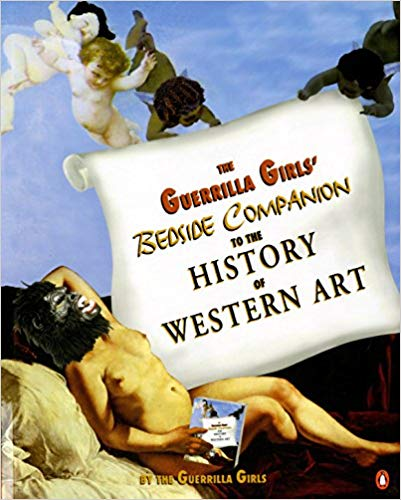 THE
GUERRILLA GIRLS'
BEDSIDE COMPANION
TO THE
HISTORY
OF
WESTERN ART
BY THE GUERRILLA GIRLS